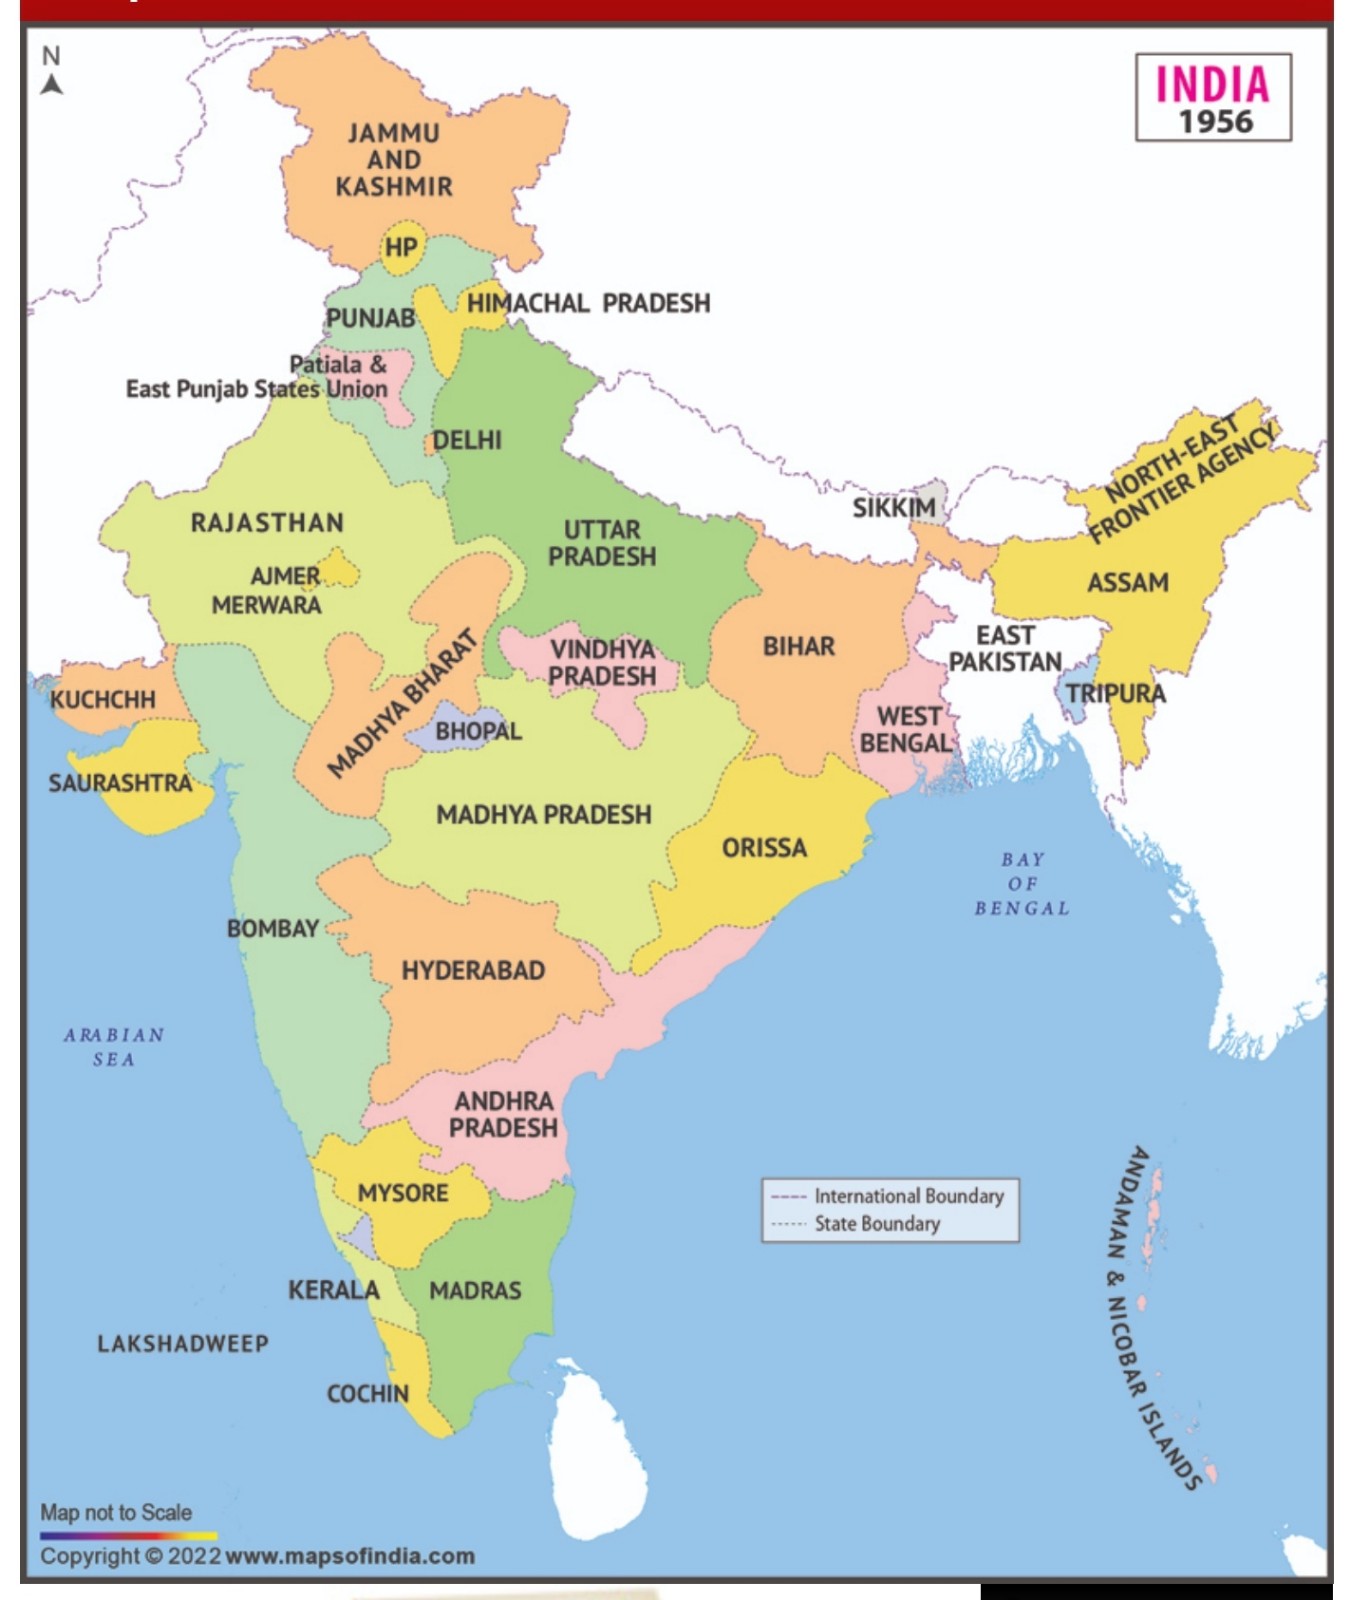 N
INDIA
1956
JAMMU
AND
KASHMIR
HP
HIMACHAL PRADESH
PUNJAB
Patiala &
East Punjab States Union
DELHI
NORTH-EAST
FRONTIER AGENCY
SIKKIM
RAJASTHAN
UTTAR
PRADESH
AJMER
MERWARA
ASSAM
EAST
PAKISTAN
BIHAR
VINDHYA
PRADESH
MADHYA BHARAT
KUCHCHH
TRIPURA
WEST
BENGAL
BHOPAL
SAURASHTRA
MADHYA PRADESH
ORISSA
BAY
OF
BENGAL
BOMBAY
HYDERABAD
ARABIAN
SEA
ANDHRA
PRADESH
MYSORE
International Boundary
State Boundary
ANDAMAN & NICOBAR ISLANDS
KERALA
MADRAS
LAKSHADWEEP
COCHIN
Map not to Scale
Copyright © 2022 www.mapsofindia.com